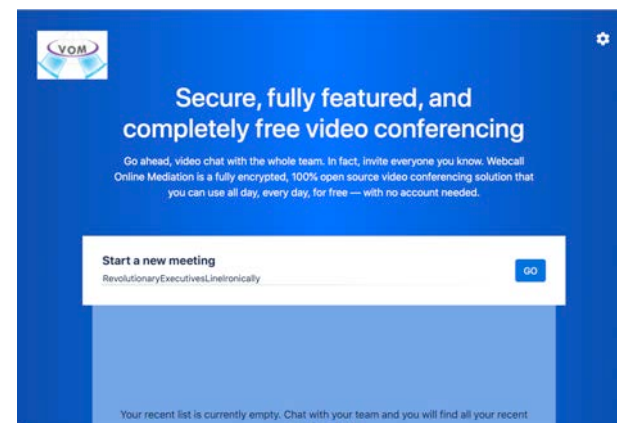 VOM
Secure, fully featured, and
completely free video conferencing
Go ahead, video chat with the whole team. In fact, invite everyone you know. Webcall
Online Mediation is a fully encrypted, 100% open source video conferencing solution that
you can use all day, every day, for free — with no account needed.
Start a new meeting
RevolutionaryExecutivesLineIronically
GO
Your recent list is currently empty. Chat with your team and you will find all your recent